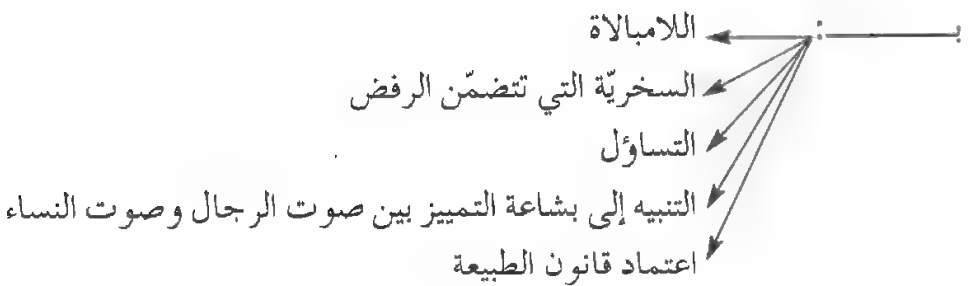 بـ ـــــــ : اللامبالاة
السخريّة التي تتضمّن الرفض
التساؤل
التنبيه إلى بشاعة التمييز بين صوت الرجال وصوت النساء
اعتماد قانون الطبيعة